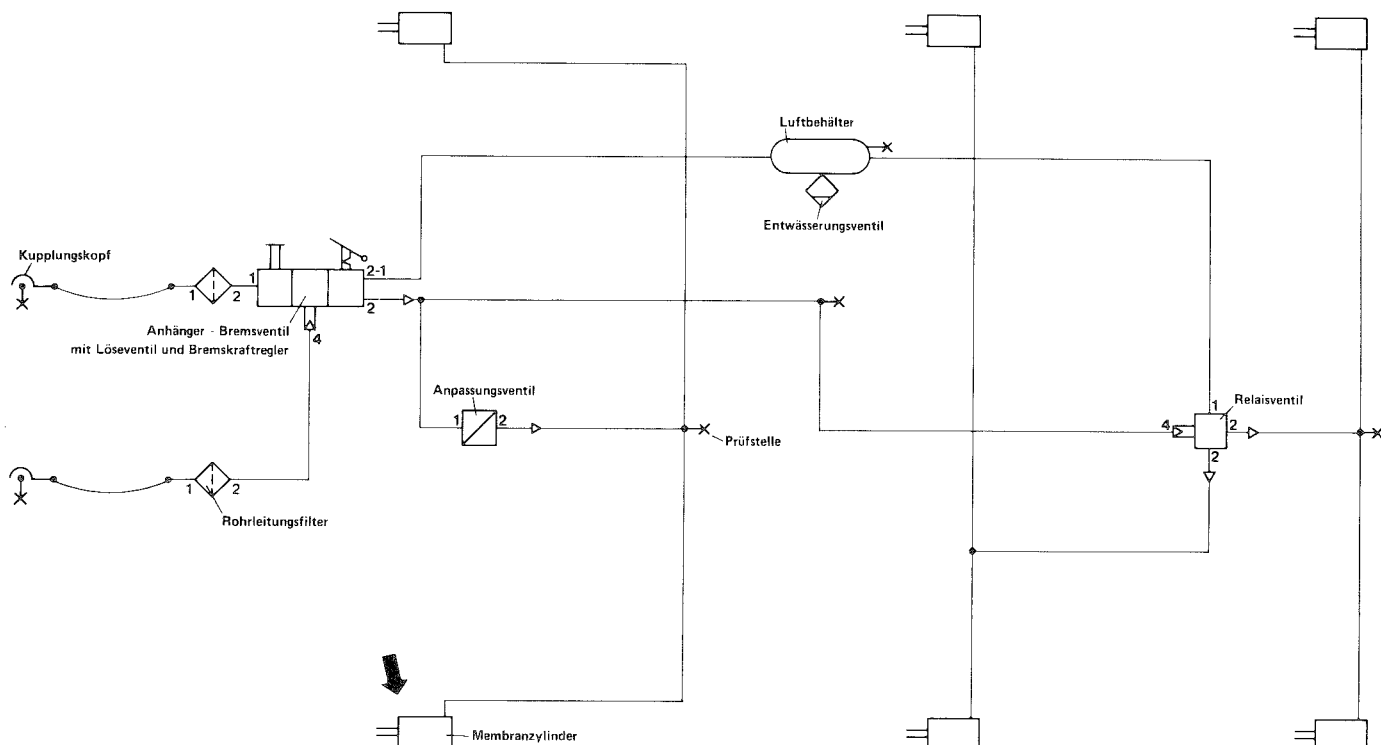 Luftbehälter
Entwässerungsventil
Kupplungskopf
1
2-1
1
2
2
4
Anhänger - Bremsventil
mit Löseventil und Bremskraftregler
Anpassungsventil
1
2
Prüfstelle
1
Relaisventil
4
2
2
1
2
Rohrleitungsfilter
Membranzylinder